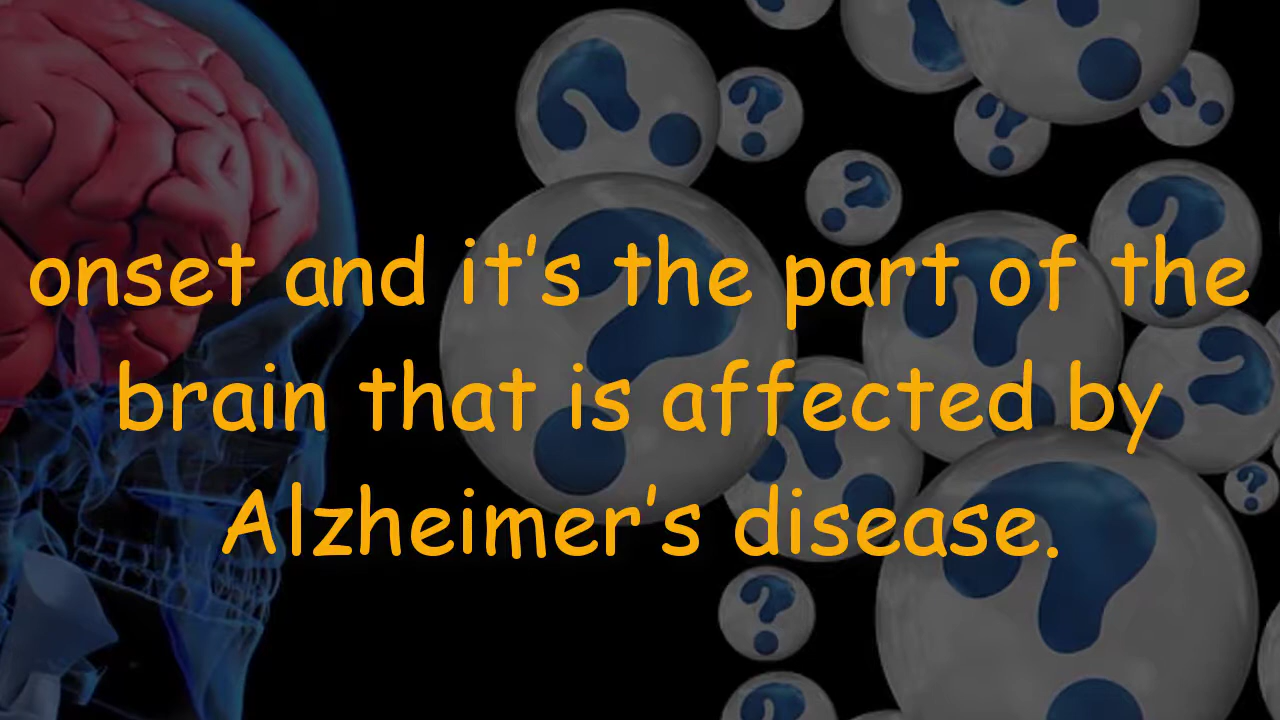 onset and it's the part of the
brain that is affected by
Alzheimer's disease.